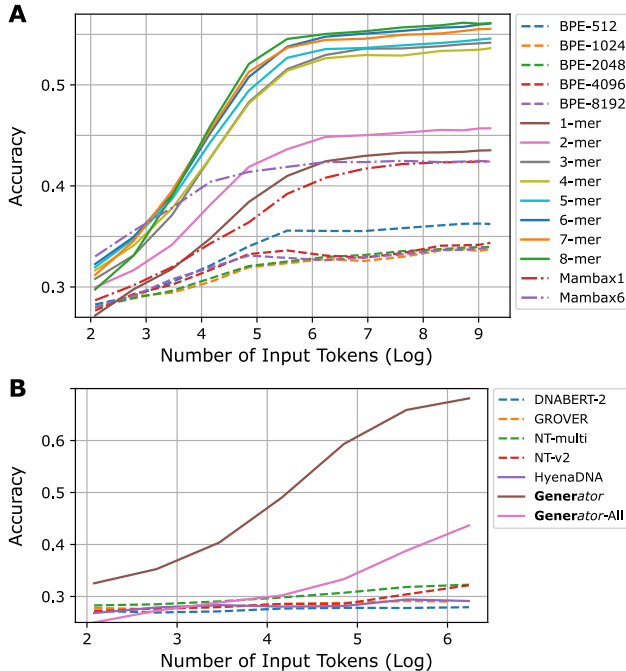 A
Accuracy
0.5
0.4
0.3
2
3
4
5
6
7
8
9
Number of Input Tokens (Log)
BPE-512
BPE-1024
BPE-2048
BPE-4096
BPE-8192
1-mer
2-mer
3-mer
4-mer
5-mer
6-mer
7-mer
8-mer
Mambax1
Mambax6
B
Accuracy
0.6
0.5
0.4
0.3
2
3
4
5
6
Number of Input Tokens (Log)
DNABERT-2
GROVER
NT-multi
NT-v2
HyenaDNA
Generator
Generator-All